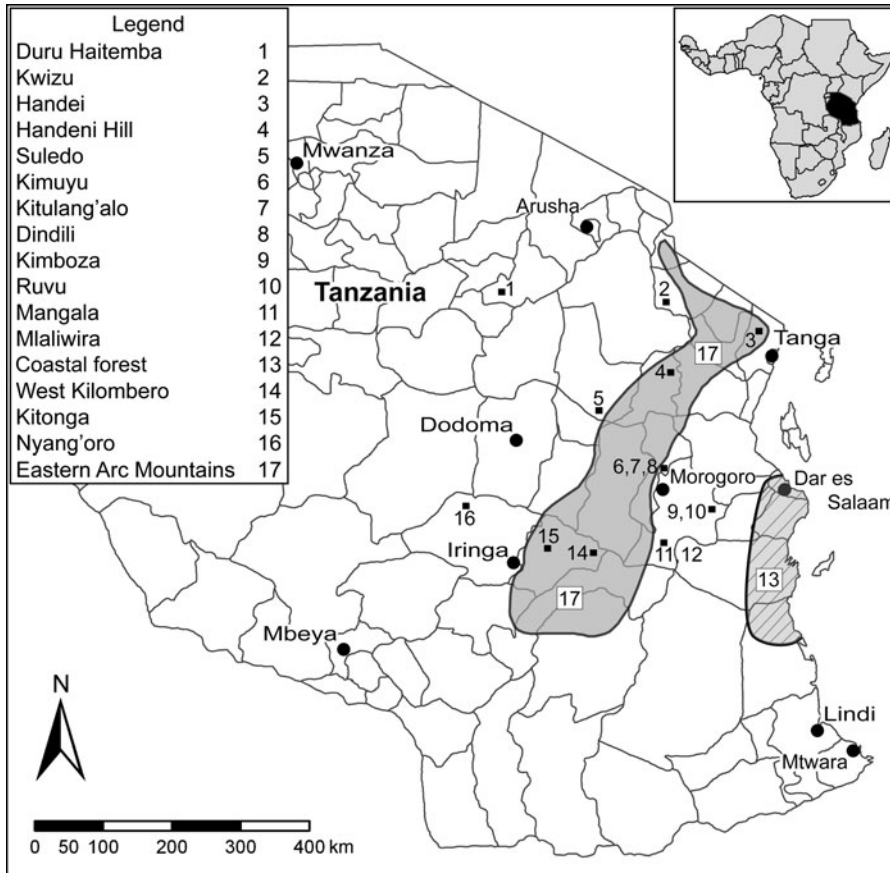 Legend
Duru Haitemba 1
Kwizu 2
Handei 3
Handeni Hill 4
Suledo 5
Kimuyu 6
Kitulang'alo 7
Dindili 8
Kimboza 9
Ruvu 10
Mangala 11
Mlaliwira 12
Coastal forest 13
West Kilombero 14
Kitonga 15
Nyang'oro 16
Eastern Arc Mountains 17
Mwanza
Arusha
Tanzania
1
2
3
Tanga
17
4
5
Dodoma
6,7,8
Morogoro
Dar es
Salaam
9,10
16
15
14
11, 12
Iringa
13
17
Mbeya
N
Lindi
Mtwara
0 50 100 200 300 400 km